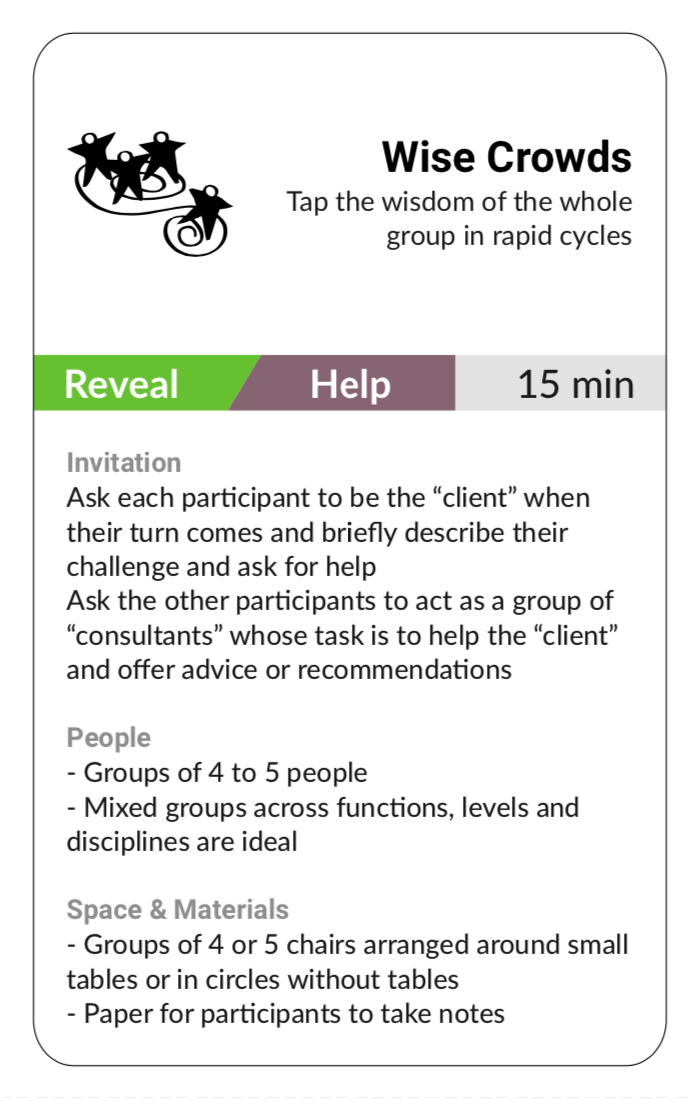 Wise Crowds
Tap the wisdom of the whole
group in rapid cycles
Reveal
Help
15 min
Invitation
Ask each participant to be the “client” when
their turn comes and briefly describe their
challenge and ask for help
Ask the other participants to act as a group of
“consultants” whose task is to help the “client”
and offer advice or recommendations
People
- Groups of 4 to 5 people
- Mixed groups across functions, levels and
disciplines are ideal
Space & Materials
- Groups of 4 or 5 chairs arranged around small
tables or in circles without tables
- Paper for participants to take notes